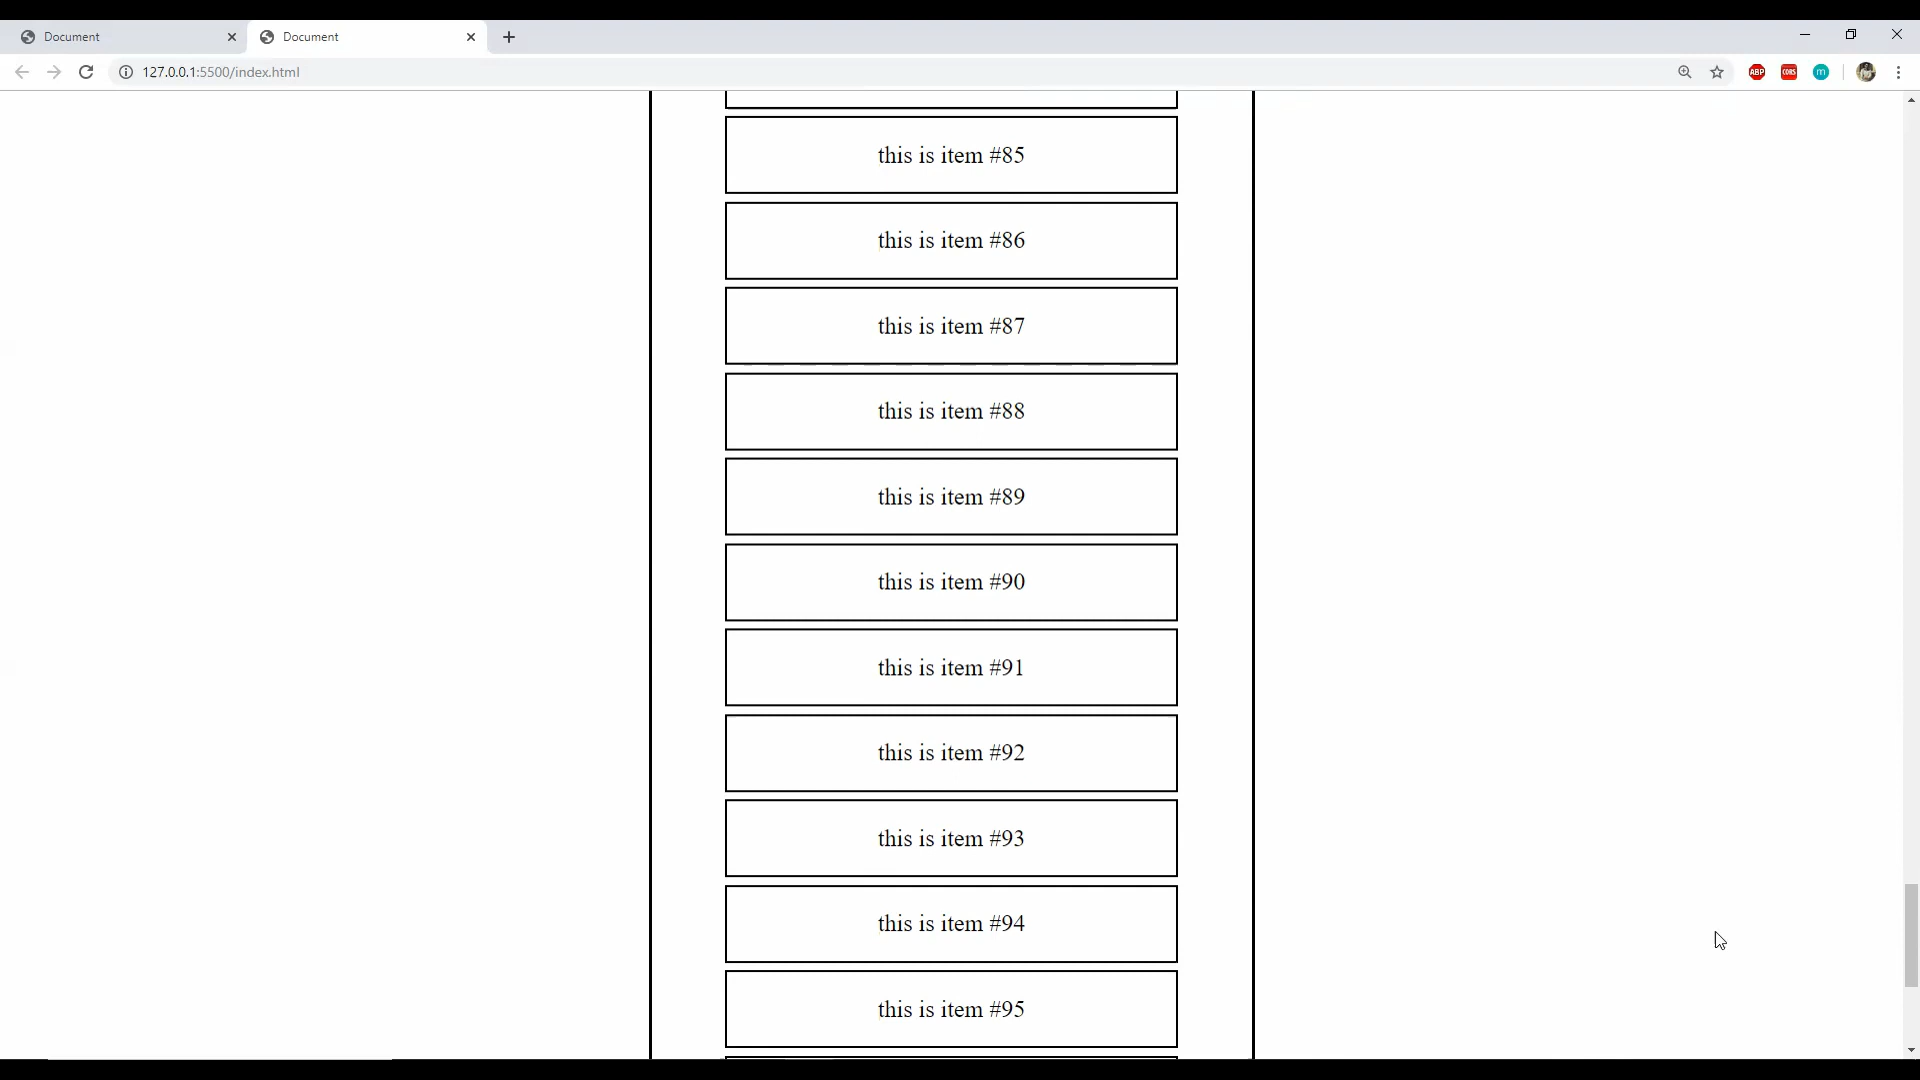 Document
Document
127.0.0.1:5500/index.html
ABP
CORS
m
this is item #85
this is item #86
this is item #87
this is item #88
this is item #89
this is item #90
this is item #91
this is item #92
this is item #93
this is item #94
this is item #95